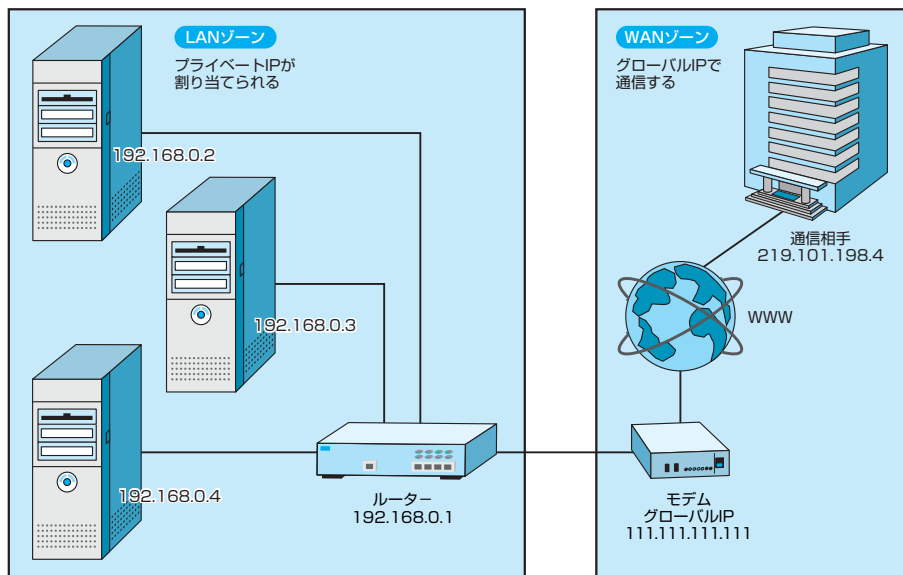 LANゾーン
プライベートIPが
割り当てられる
192.168.0.2
192.168.0.3
192.168.0.4
ルーター
192.168.0.1
WANゾーン
グローバルIPで
通信する
通信相手
219.101.198.4
WWW
モデム
グローバルIP
111.111.111.111